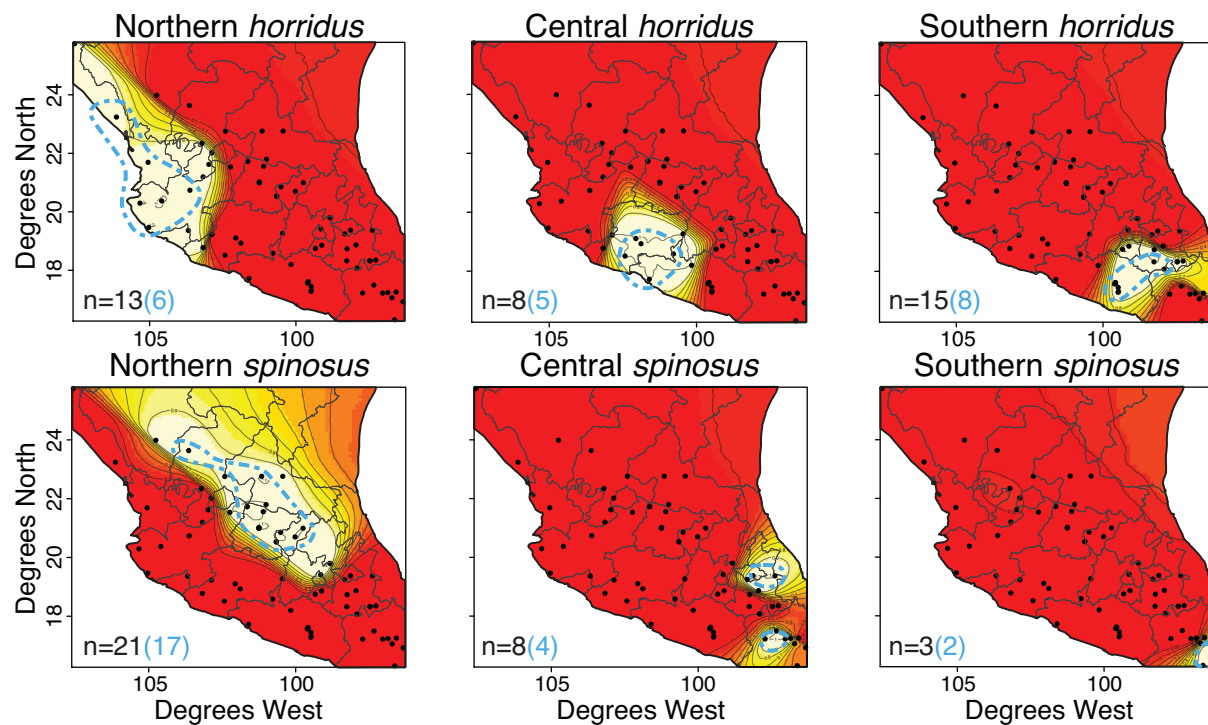 Northern horridus
Central horridus
Southern horridus
Degrees North
24
22
20
18
n=13(6)
n=8(5)
n=15(8)
105
100
105
100
105
100
Northern spinosus
Central spinosus
Southern spinosus
Degrees North
24
22
20
18
n=21(17)
n=8(4)
n=3(2)
105
100
105
100
105
100
Degrees West
Degrees West
Degrees West